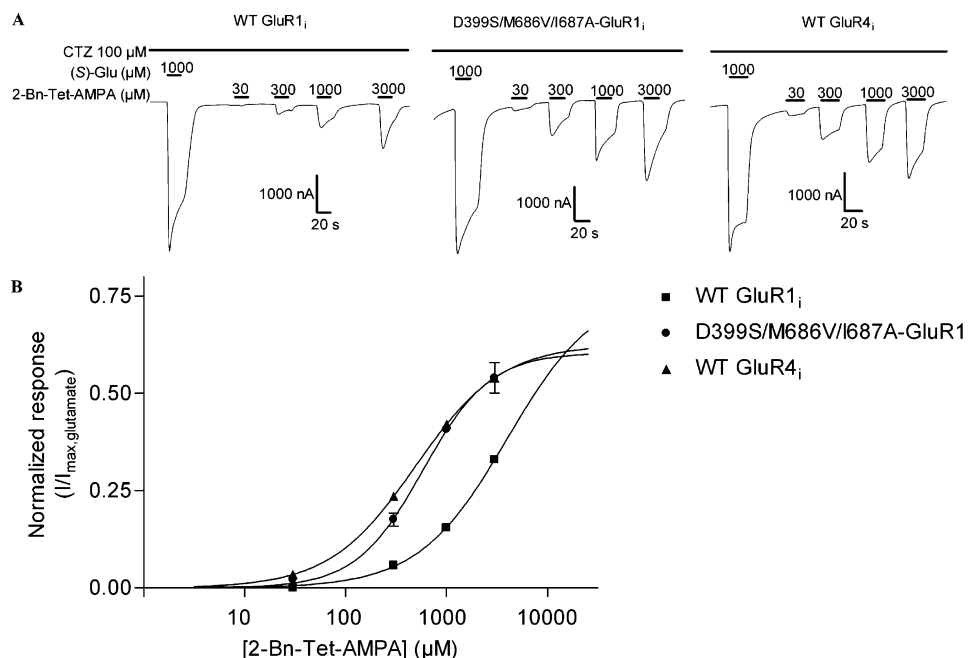 A
WT GluR1i
D399S/M686V/I687A-GluR1i
WT GluR4i
CTZ 100 µM
(S)-Glu (µM)
1000
1000
1000
2-Bn-Tet-AMPA (µM)
30 300 1000 3000
30 300 1000 3000
30 300 1000 3000
1000 nA
20 s
1000 nA
20 s
1000 nA
20 s
B
Normalized response
(I/Imax,glutamate)
0.75
0.50
0.25
0.00
10 100 1000 10000
[2-Bn-Tet-AMPA] (µM)
WT GluR1i
D399S/M686V/I687A-GluR1
WT GluR4i